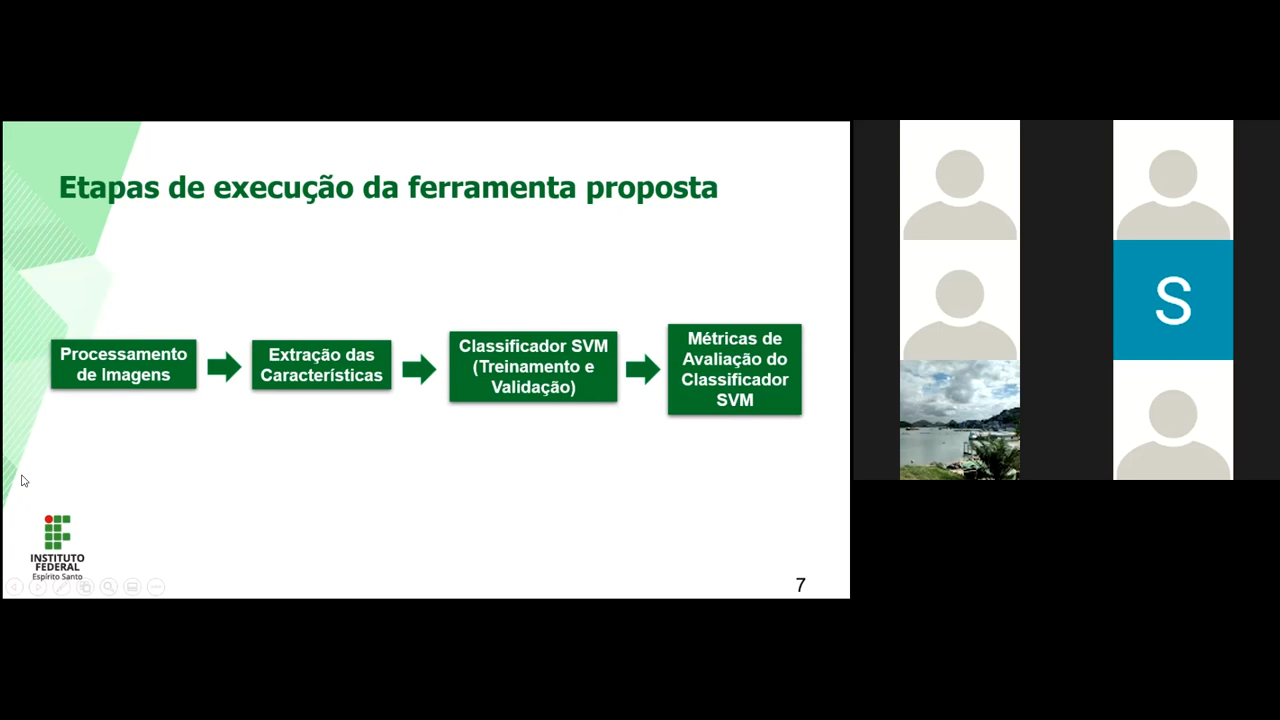 Etapas de execução da ferramenta proposta
Processamento
de Imagens
Extração das
Características
Classificador SVM
(Treinamento e
Validação)
Métricas de
Avaliação do
Classificador
SVM
S
INSTITUTO
FEDERAL
Espírito Santo
7